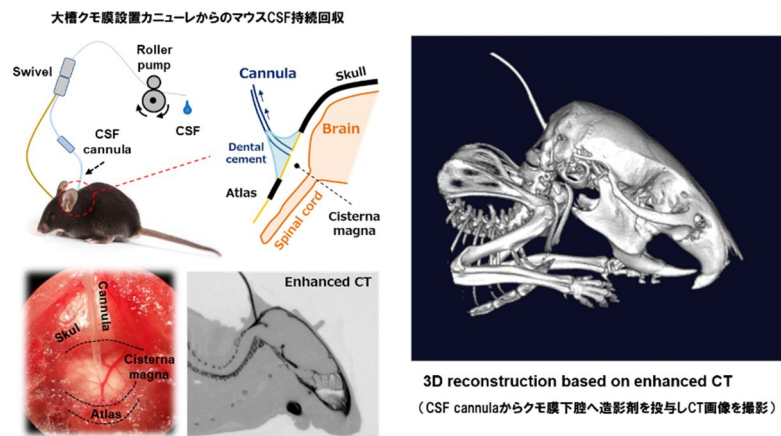 大槽クモ膜設置カニューレからのマウスCSF持続回収
Roller
pump
Swivel
CSF
CSF
cannula
Cannula
Skull
Brain
Dental
cement
Atlas
Cisterna
magna
Spinal cord
Cannula
Skul
Cisterna
magna
Atlas
Enhanced CT
3D reconstruction based on enhanced CT
（CSF cannulaからクモ膜下腔へ造影剤を投与しCT画像を撮影）